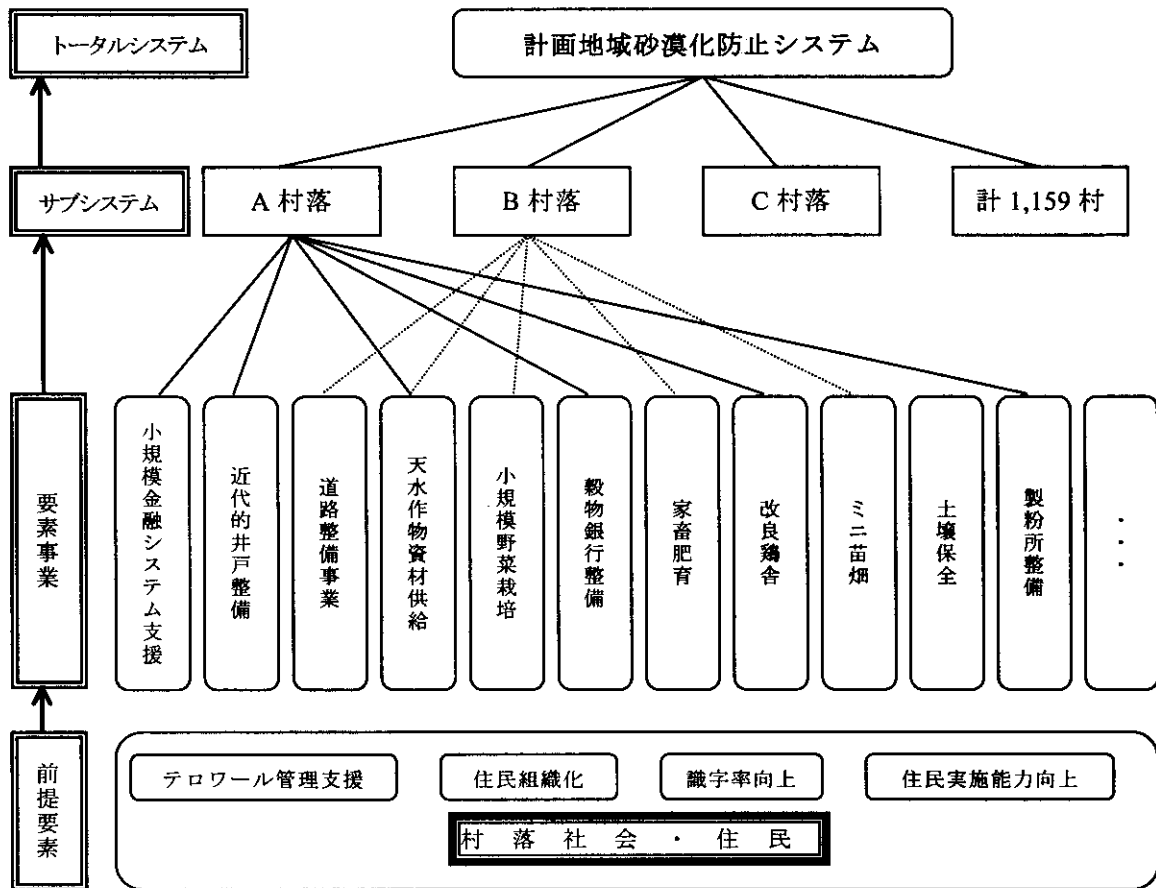 トータルシステム
計画地域砂漠化防止システム
サブシステム
A 村落
B 村落
C 村落
計 1,159 村
要素事業
小規模金融システム支援
近代的井戸整備
道路整備事業
天水作物資材供給
小規模野菜栽培
穀物銀行整備
家畜肥育
改良鶏舎
ミニ苗畑
土壌保全
製粉所整備
・・・
前提要素
テロワール管理支援
住民組織化
識字率向上
住民実施能力向上
村落社会・住民